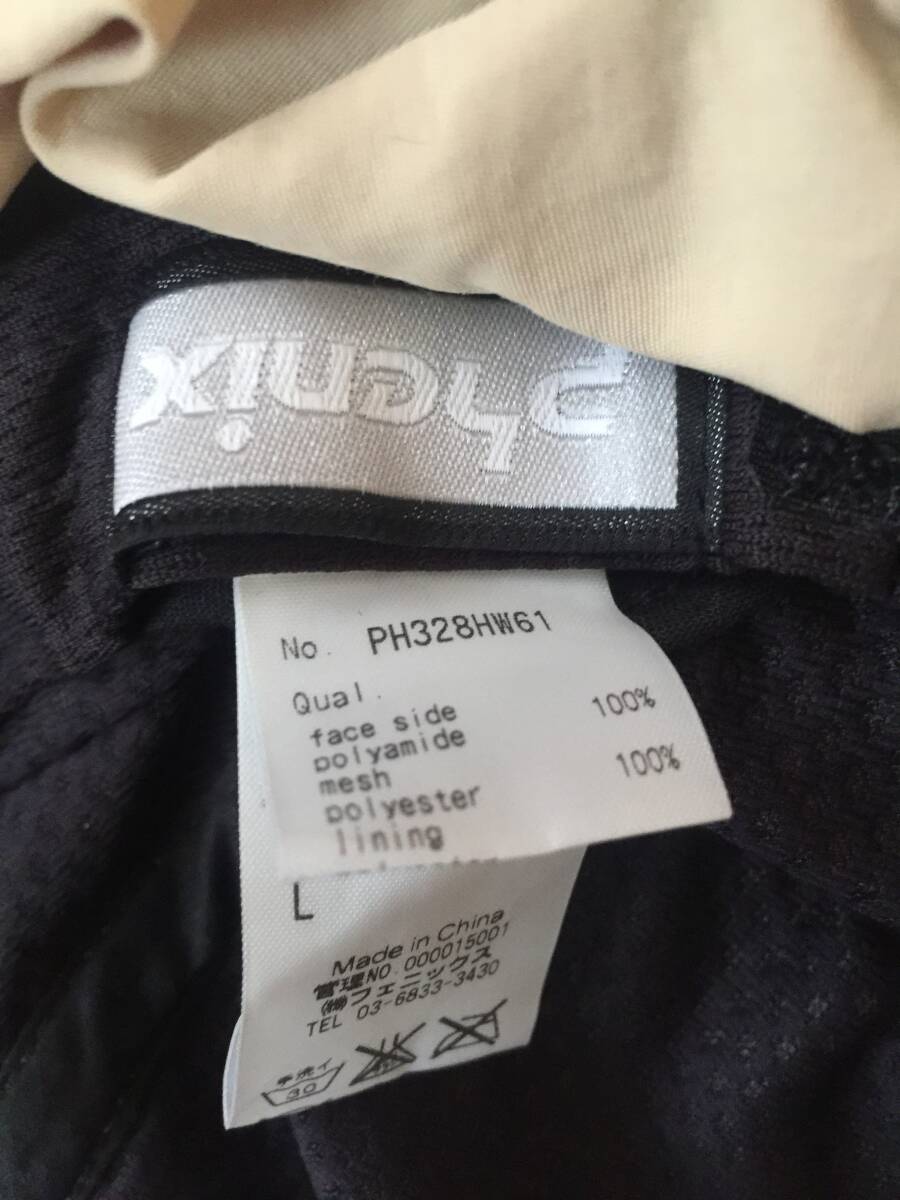 Phenix
No. PH328HW61
Qual.
face side
polyamide 100%
mesh
polyester 100%
lining
L
Made in China
管理NO. 000015001
㈱フェニックス
TEL 03-6833-3430
手洗イ
30